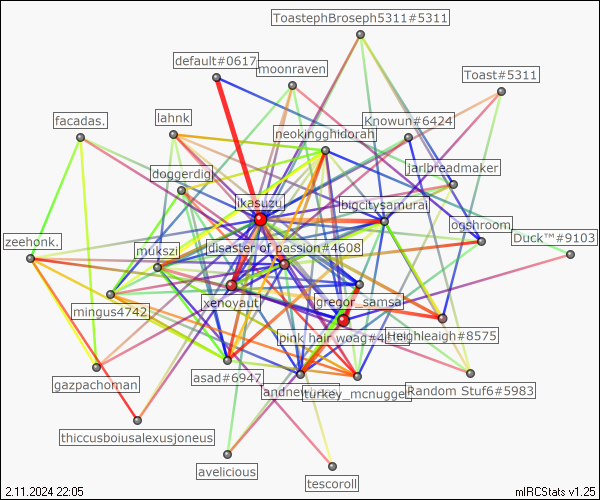 ToastephBroseph5311#5311
default#0617
moonraven
Toast#5311
facadas.
lahnk
Knowun#6424
neokingghidorah
doggerdig
jarlbreadmaker
ikasuzu
bigcitysamurai
ogshroom
zeehonk.
mukszi
disaster of passion#4608
Duck™#9103
mingus4742
xenoyaut
gregor_samsa
pink hair woag#4
Heighleaigh#8575
gazpachoman
asad#6947
turkey_mcnugget
Random Stuf6#5983
thiccusboiusalexusjoneus
avelicious
tescoroll
2.11.2024 22:05
mIRCStats v1.25